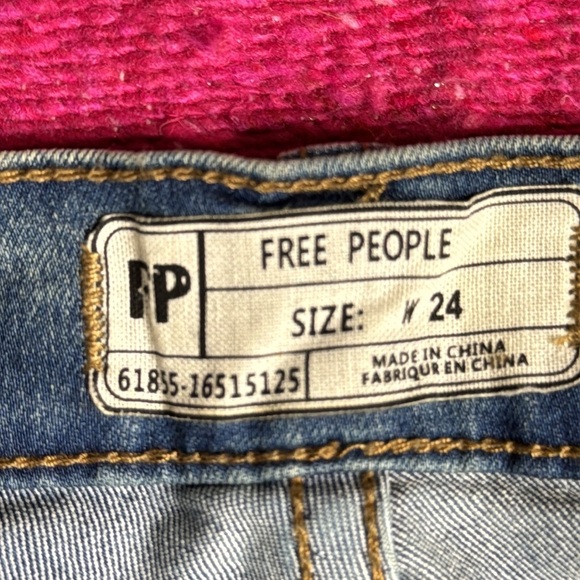 FP
FREE PEOPLE
SIZE: W 24
61855-16515125
MADE IN CHINA
FABRIQUR EN CHINA